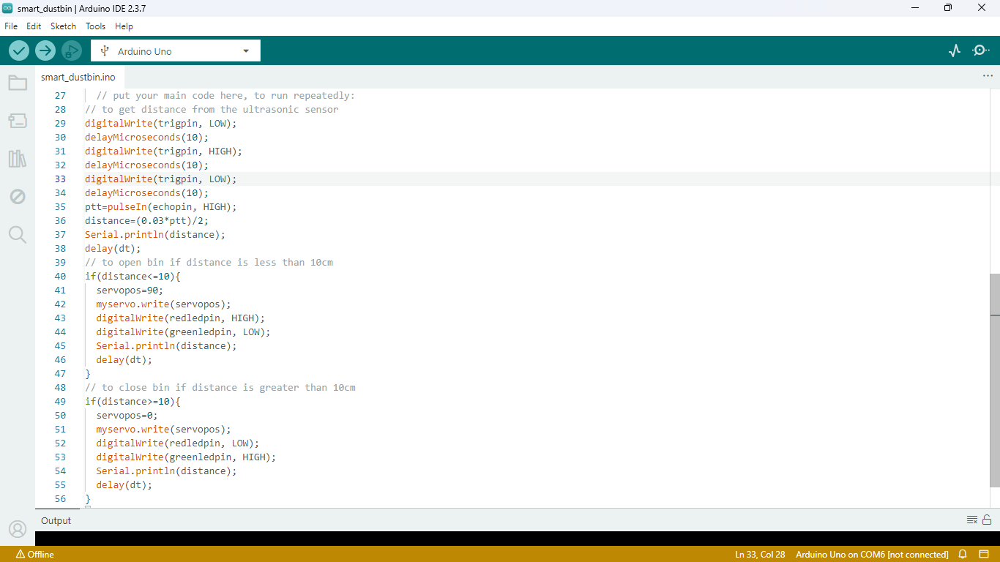 smart_dustbin | Arduino IDE 2.3.7
File Edit Sketch Tools Help
Arduino Uno
smart_dustbin.ino
27 // put your main code here, to run repeatedly:
28 // to get distance from the ultrasonic sensor
29 digitalWrite(trigpin, LOW);
30 delayMicroseconds(10);
31 digitalWrite(trigpin, HIGH);
32 delayMicroseconds(10);
33 digitalWrite(trigpin, LOW);
34 delayMicroseconds(10);
35 ptt=pulseIn(echopin, HIGH);
36 distance=(0.03*ptt)/2;
37 Serial.println(distance);
38 delay(dt);
39 // to open bin if distance is less than 10cm
40 if(distance<=10){
41 servopos=90;
42 myservo.write(servopos);
43 digitalWrite(redledpin, HIGH);
44 digitalWrite(greenledpin, LOW);
45 Serial.println(distance);
46 delay(dt);
47 }
48 // to close bin if distance is greater than 10cm
49 if(distance>=10){
50 servopos=0;
51 myservo.write(servopos);
52 digitalWrite(redledpin, LOW);
53 digitalWrite(greenledpin, HIGH);
54 Serial.println(distance);
55 delay(dt);
56 }
Output
Offline Ln 33, Col 28 Arduino Uno on COM6 [not connected]